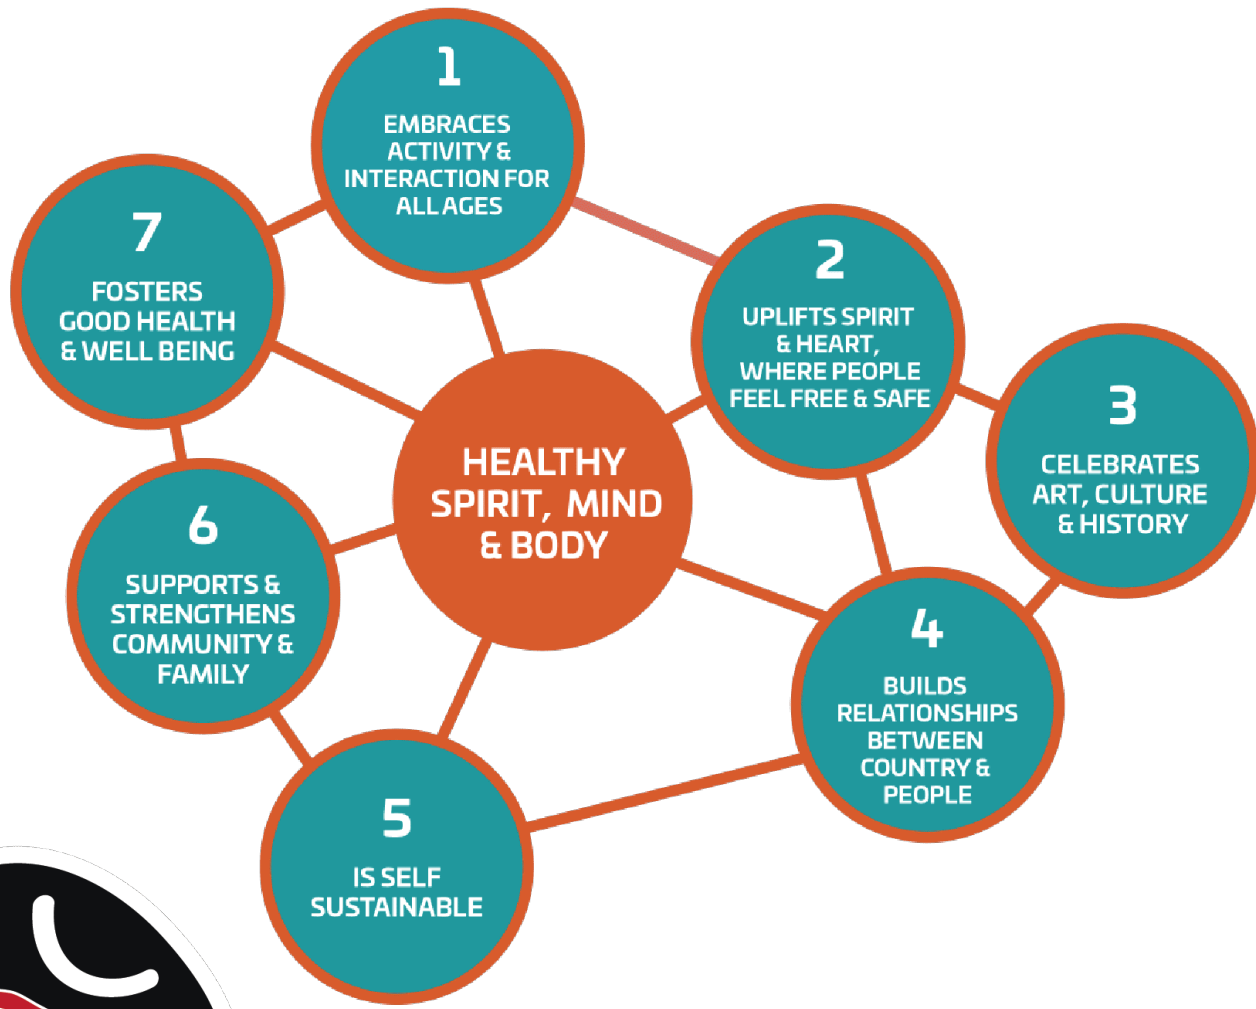 1
EMBRACES
ACTIVITY &
INTERACTION FOR
ALL AGES
2
UPLIFTS SPIRIT
& HEART,
WHERE PEOPLE
FEEL FREE & SAFE
3
CELEBRATES
ART, CULTURE
& HISTORY
4
BUILDS
RELATIONSHIPS
BETWEEN
COUNTRY &
PEOPLE
5
IS SELF
SUSTAINABLE
6
SUPPORTS &
STRENGTHENS
COMMUNITY &
FAMILY
7
FOSTERS
GOOD HEALTH
& WELL BEING
HEALTHY
SPIRIT, MIND
& BODY